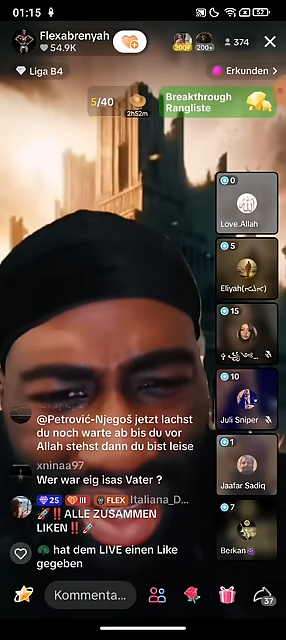 01:15
52
Flexabrenyah
54.9K
200+
200+
374
Liga B4
Erkunden
5/40
2h52m
Breakthrough
Rangliste
0
Love.Allah
5
15
10
Juli Sniper
1
Jaafar Sadiq
7
Berkan
@Petrović-Njegoš jetzt lachst
du noch warte ab bis du vor
Allah stehst dann du bist leise
xninaa97
Wer war eig isas Vater ?
25 III FLEX Italiana_D...
🚀‼️ALLE ZUSAMMEN
LIKEN‼️🚀
hat dem LIVE einen Like
gegeben
Kommenta...
37